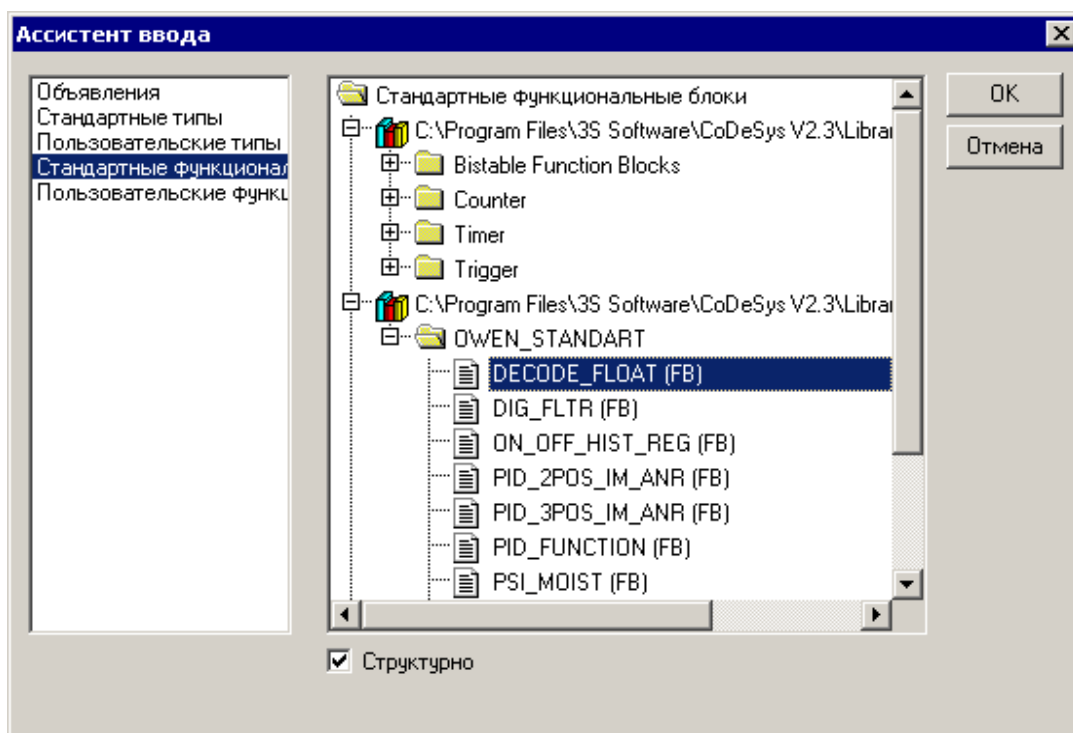 Ассистент ввода
Объявления
Стандартные типы
Пользовательские типы
Стандартные функционал
Пользовательские функц
Стандартные функциональные блоки
C:\Program Files\3S Software\CoDeSys V2.3\Librar
Bistable Function Blocks
Counter
Timer
Trigger
C:\Program Files\3S Software\CoDeSys V2.3\Librar
OWEN_STANDART
DECODE_FLOAT (FB)
DIG_FLTR (FB)
ON_OFF_HIST_REG (FB)
PID_2POS_IM_ANR (FB)
PID_3POS_IM_ANR (FB)
PID_FUNCTION (FB)
PSI_MOIST (FB)
OK
Отмена
Структурно